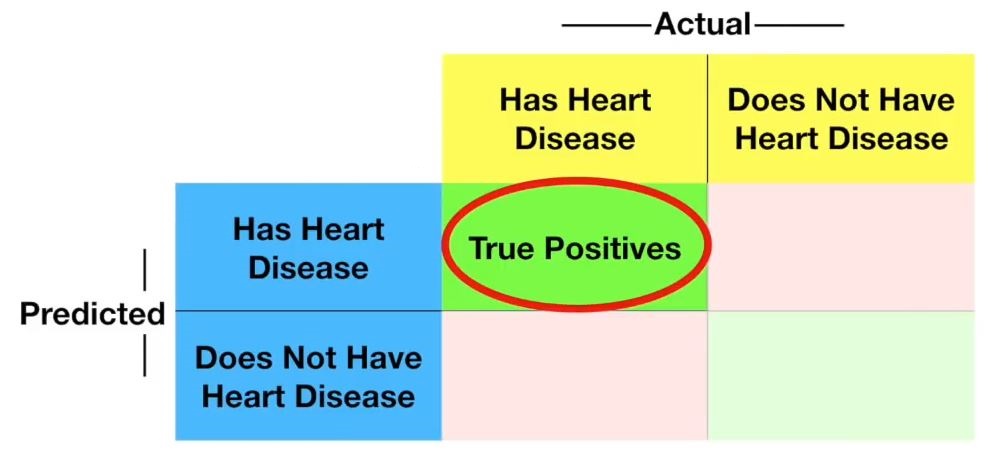 Actual
Has Heart
Disease
Does Not Have
Heart Disease
Has Heart
Disease
True Positives
Predicted
Does Not Have
Heart Disease